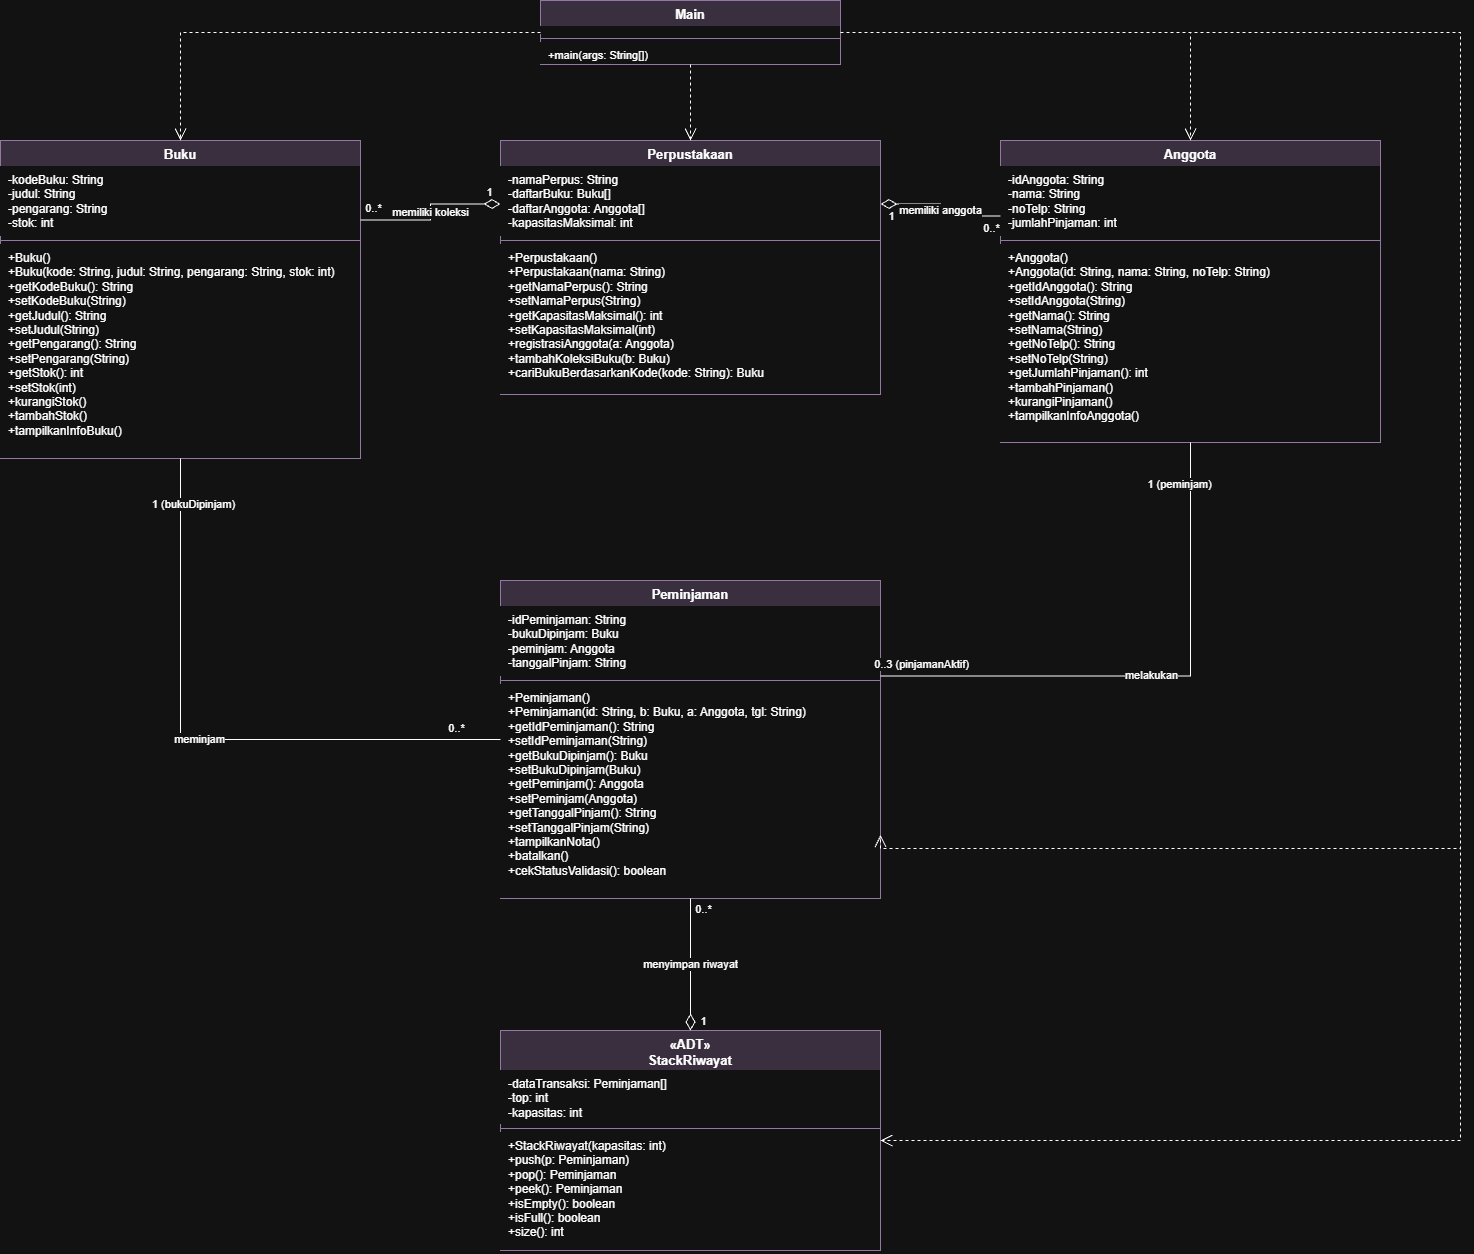 Main
+main(args: String[])
Buku
-kodeBuku: String
-judul: String
-pengarang: String
-stok: int
+Buku()
+Buku(kode: String, judul: String, pengarang: String, stok: int)
+getKodeBuku(): String
+setKodeBuku(String)
+getJudul(): String
+setJudul(String)
+getPengarang(): String
+setPengarang(String)
+getStok(): int
+setStok(int)
+kurangiStok()
+tambahStok()
+tampilkanInfoBuku()
0..*
memiliki koleksi
1
Perpustakaan
-namaPerpus: String
-daftarBuku: Buku[]
-daftarAnggota: Anggota[]
-kapasitasMaksimal: int
+Perpustakaan()
+Perpustakaan(nama: String)
+getNamaPerpus(): String
+setNamaPerpus(String)
+getKapasitasMaksimal(): int
+setKapasitasMaksimal(int)
+registrasiAnggota(a: Anggota)
+tambahKoleksiBuku(b: Buku)
+cariBukuBerdasarkanKode(kode: String): Buku
1
memiliki anggota
0..*
Anggota
-idAnggota: String
-nama: String
-noTelp: String
-jumlahPinjaman: int
+Anggota()
+Anggota(id: String, nama: String, noTelp: String)
+getIdAnggota(): String
+setIdAnggota(String)
+getNama(): String
+setNama(String)
+getNoTelp(): String
+setNoTelp(String)
+getJumlahPinjaman(): int
+tambahPinjaman()
+kurangiPinjaman()
+tampilkanInfoAnggota()
1 (bukuDipinjam)
meminjam
0..*
1 (peminjam)
melakukan
0..3 (pinjamanAktif)
Peminjaman
-idPeminjaman: String
-bukuDipinjam: Buku
-peminjam: Anggota
-tanggalPinjam: String
+Peminjaman()
+Peminjaman(id: String, b: Buku, a: Anggota, tgl: String)
+getIdPeminjaman(): String
+setIdPeminjaman(String)
+getBukuDipinjam(): Buku
+setBukuDipinjam(Buku)
+getPeminjam(): Anggota
+setPeminjam(Anggota)
+getTanggalPinjam(): String
+setTanggalPinjam(String)
+tampilkanNota()
+batalkan()
+cekStatusValidasi(): boolean
0..*
menyimpan riwayat
1
«ADT»
StackRiwayat
-dataTransaksi: Peminjaman[]
-top: int
-kapasitas: int
+StackRiwayat(kapasitas: int)
+push(p: Peminjaman)
+pop(): Peminjaman
+peek(): Peminjaman
+isEmpty(): boolean
+isFull(): boolean
+size(): int